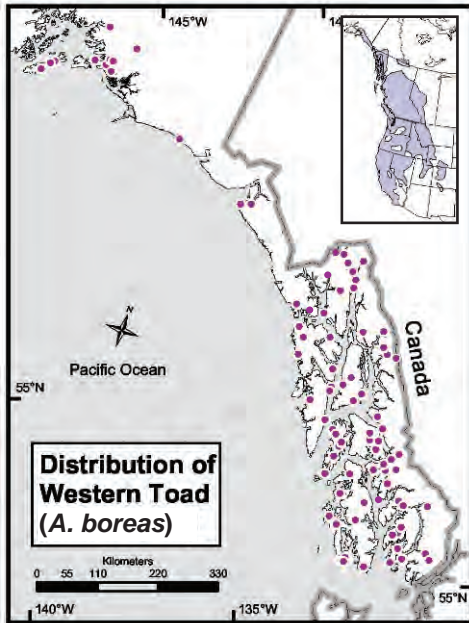 145°W
14
N
Pacific Ocean
Canada
55°N
Distribution of
Western Toad
(A. boreas)
Kilometers
0 55 110 220 330
55°N
140°W
135°W